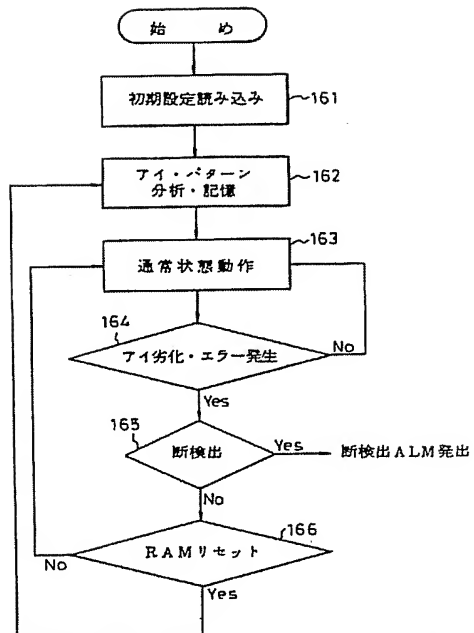 始め
初期設定読み込み
161
アイ・パターン
分析・記憶
162
163
通常状態動作
164
アイ劣化・エラー発生
No
Yes
165
断検出
Yes
断検出ALM発出
No
166
RAMリセット
No
Yes